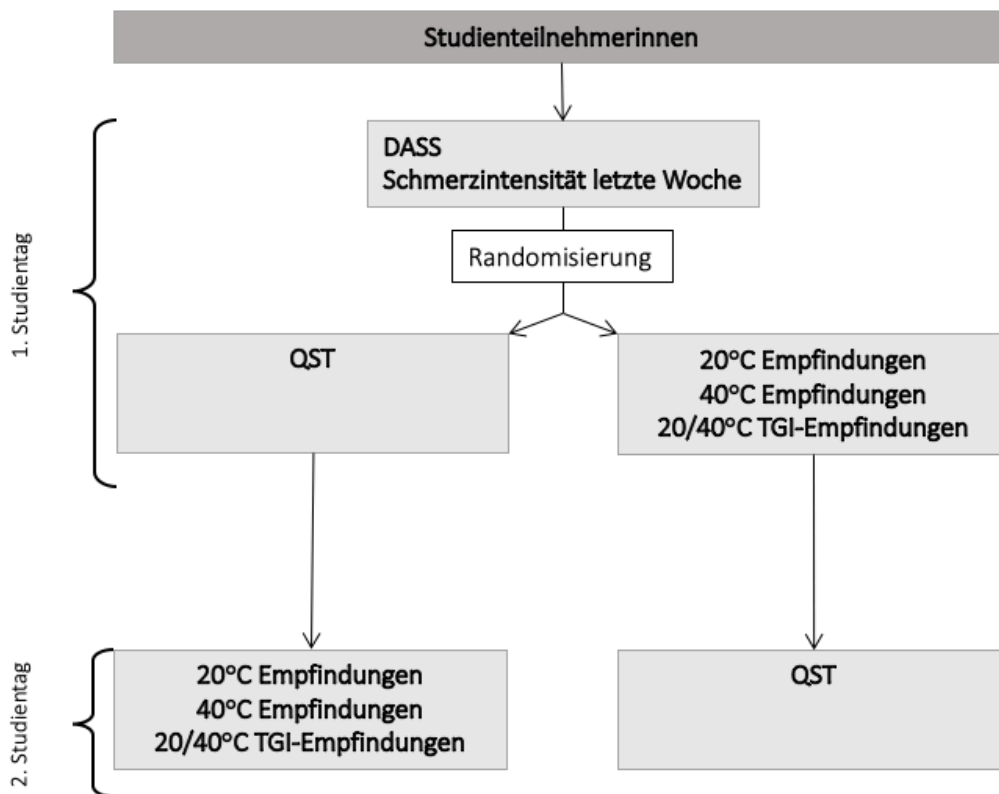 Studienteilnehmerinnen
1. Studientag
DASS
Schmerzintensität letzte Woche
Randomisierung
QST
20°C Empfindungen
40°C Empfindungen
20/40°C TGI-Empfindungen
2. Studientag
20°C Empfindungen
40°C Empfindungen
20/40°C TGI-Empfindungen
QST